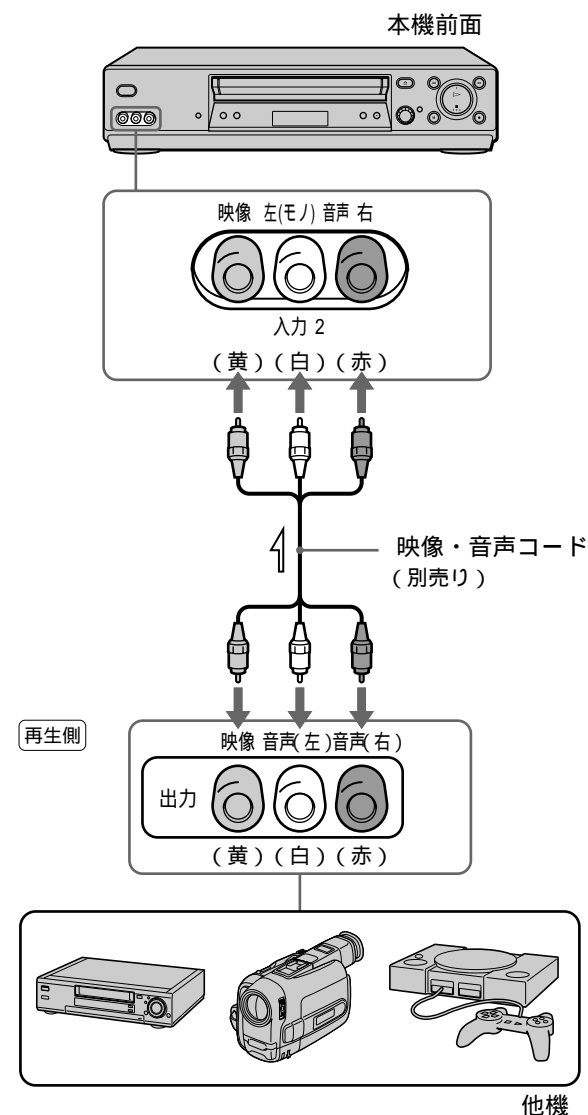 本機前面
映像 左(モノ) 音声 右
入力 2
(黄)(白)(赤)
映像・音声コード
(別売り)
再生側
映像 音声(左)音声(右)
出力
(黄)(白)(赤)
他機